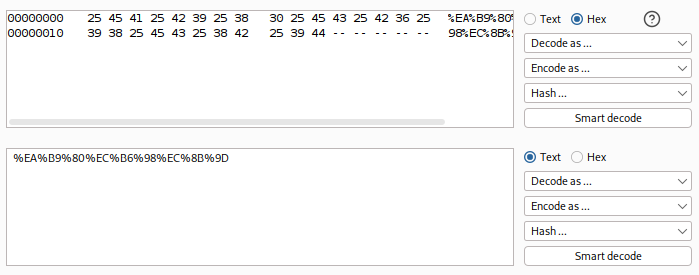 00000000 25 45 41 25 42 39 25 38 30 25 45 43 25 42 36 25 %EA%B9%80%
00000010 39 38 25 45 43 25 38 42 25 39 44 -- -- -- -- -- 98%EC%8B%9
Text Hex ?
Decode as ...
Encode as ...
Hash ...
Smart decode
%EA%B9%80%EC%B6%98%EC%8B%9D
Text Hex
Decode as ...
Encode as ...
Hash ...
Smart decode